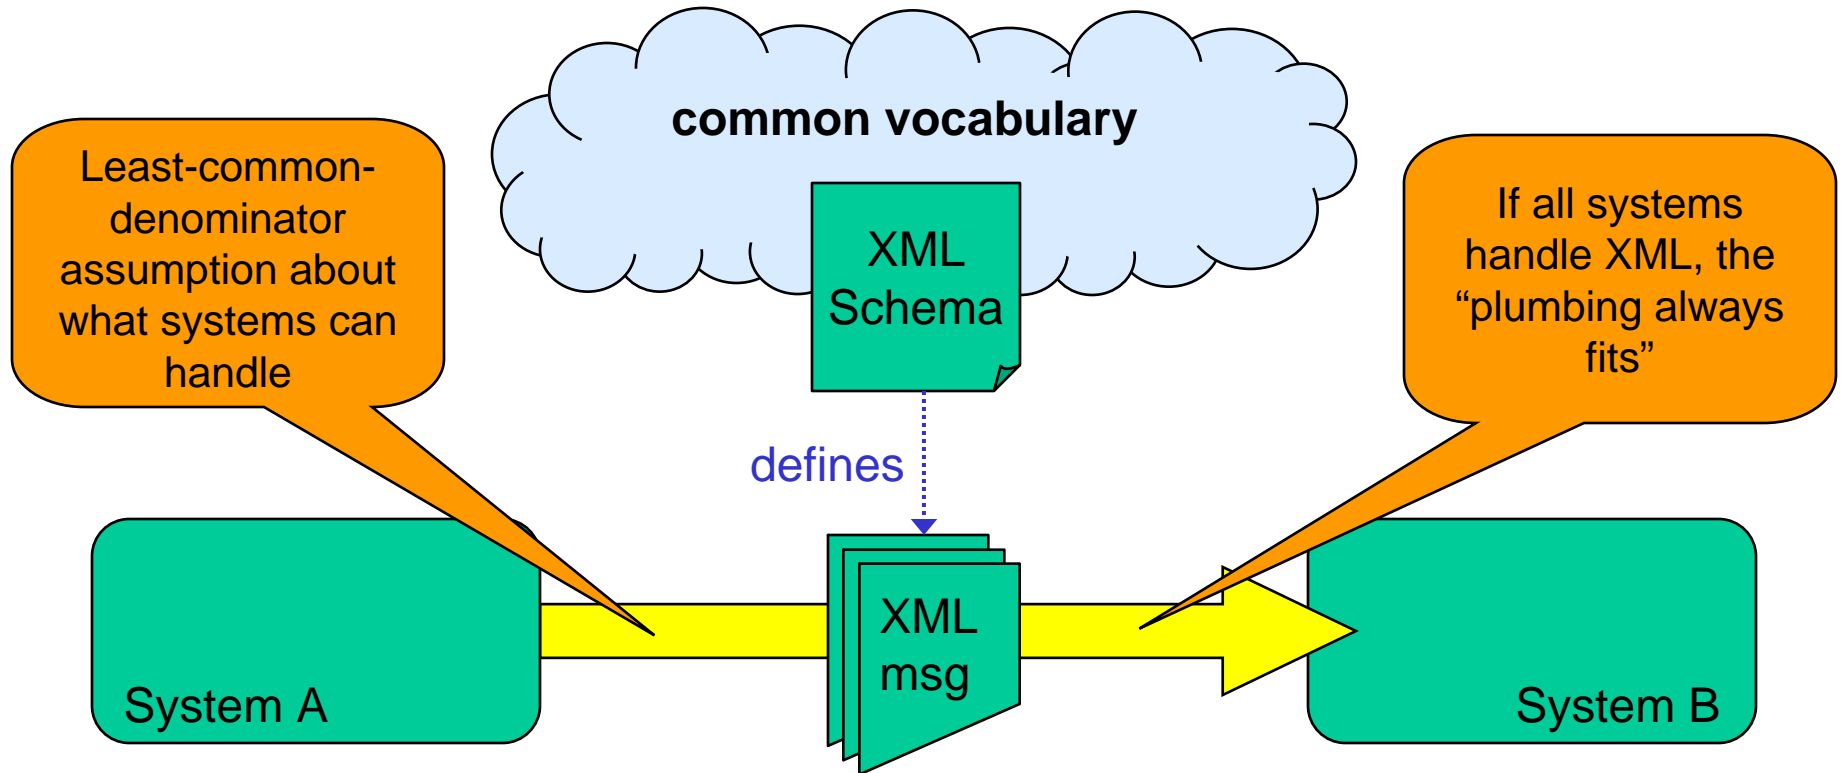 common vocabulary
Least-common-
denominator
assumption about
what systems can
handle
XML
Schema
If all systems
handle XML, the
“plumbing always
fits”
defines
XML
msg
System A
System B